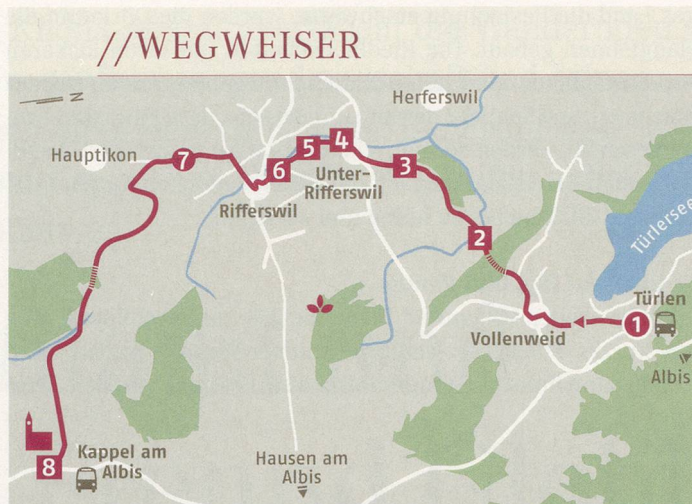 //WEGWEISER
N
Herferswil
Hauptikon
7
5
4
6
3
Unter-
Rifferswil
Rifferswil
2
Türlersee
Türlen
1
Vollenweid
Albis
8
Kappel am
Albis
Hausen am
Albis